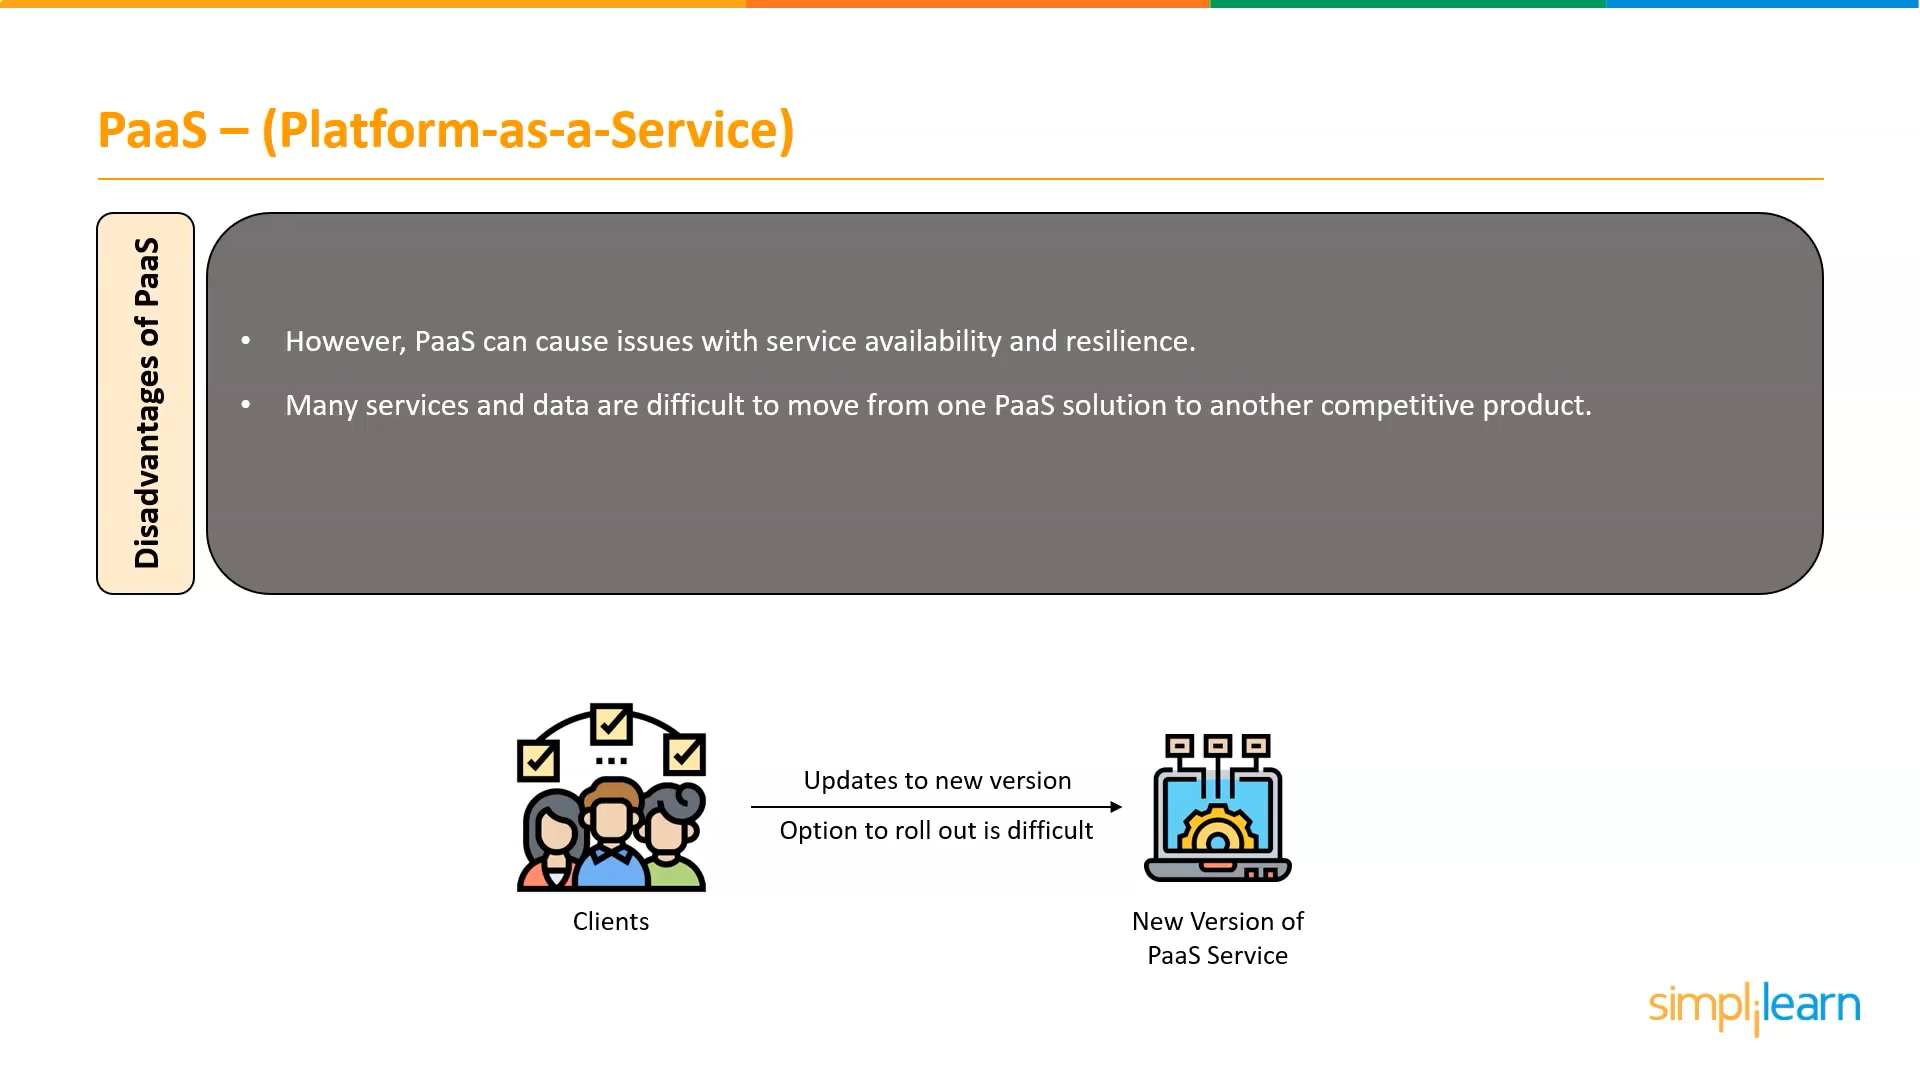 PaaS – (Platform-as-a-Service)
Disadvantages of PaaS
• However, PaaS can cause issues with service availability and resilience.
• Many services and data are difficult to move from one PaaS solution to another competitive product.
Updates to new version
Option to roll out is difficult
Clients
New Version of
PaaS Service
simplilearn